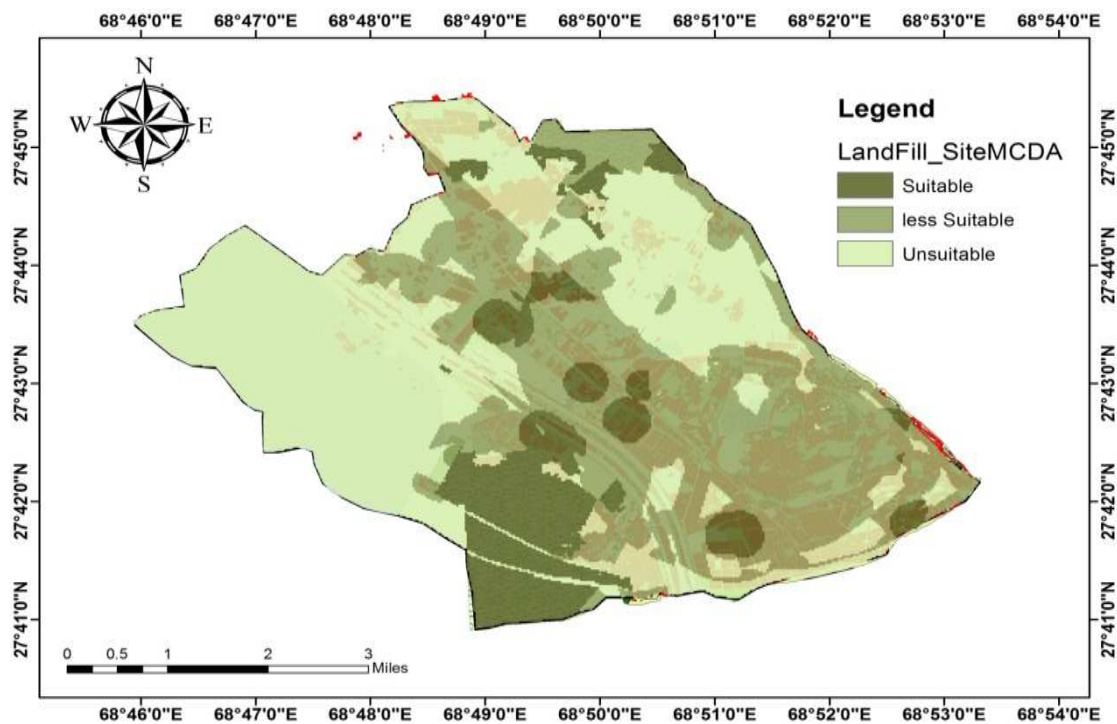 68°46'0"E 68°47'0"E 68°48'0"E 68°49'0"E 68°50'0"E 68°51'0"E 68°52'0"E 68°53'0"E 68°54'0"E
N
W E
S
Legend
LandFill_SiteMCDA
Suitable
less Suitable
Unsuitable
27°45'0"N 27°45'0"N
27°44'0"N 27°44'0"N
27°43'0"N 27°43'0"N
27°42'0"N 27°42'0"N
27°41'0"N 27°41'0"N
0 0.5 1 2 3
Miles
68°46'0"E 68°47'0"E 68°48'0"E 68°49'0"E 68°50'0"E 68°51'0"E 68°52'0"E 68°53'0"E 68°54'0"E